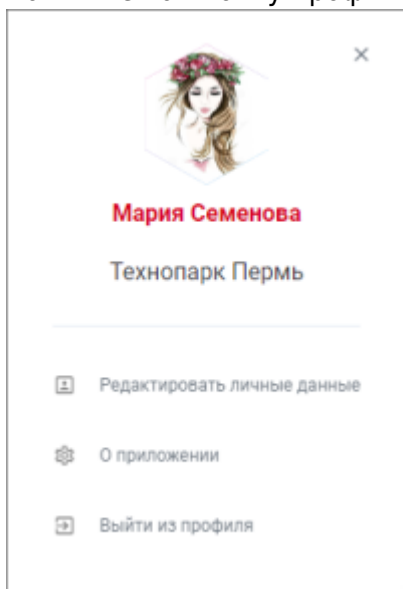 Мария Семенова
Технопарк Пермь
Редактировать личные данные
О приложении
Выйти из профиля